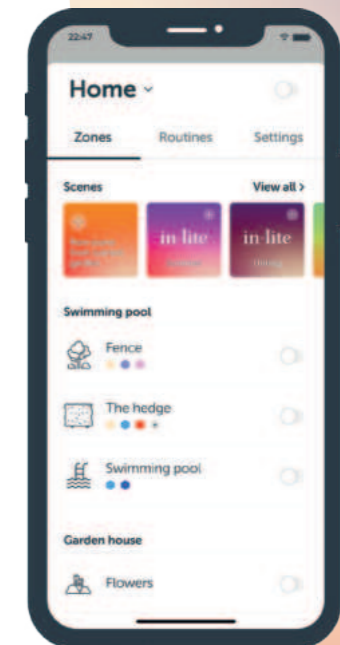 22:47
Home
Zones Routines Settings
Scenes View all >
in-lite in-lite
Swimming pool
Fence
The hedge
Swimming pool
Garden house
Flowers